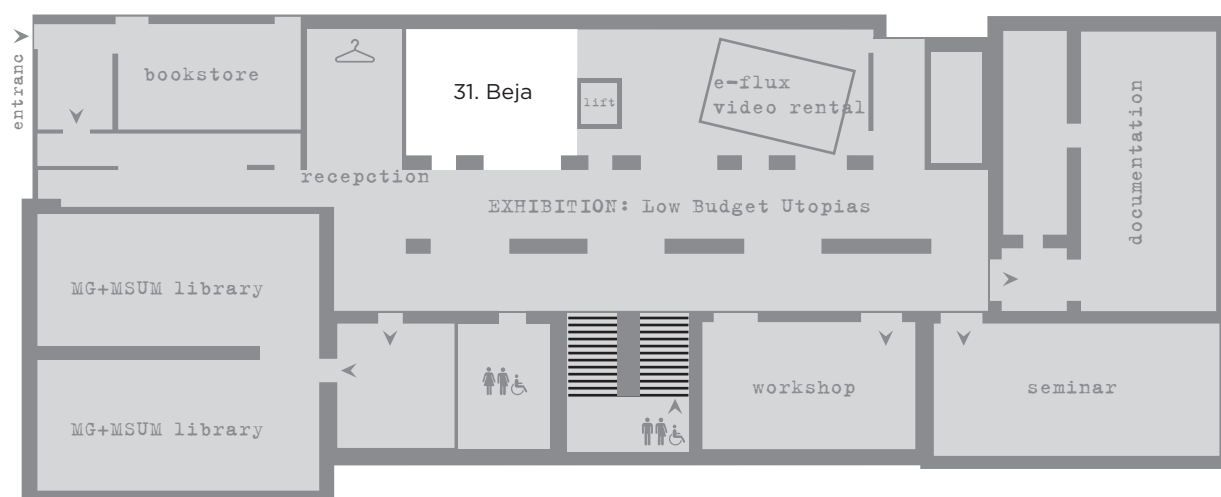 entranc
bookstore
31. Beja
lift
e-flux
video rental
documentation
recepction
EXHIBITION: Low Budget Utopias
MG+MSUM library
MG+MSUM library
workshop
seminar